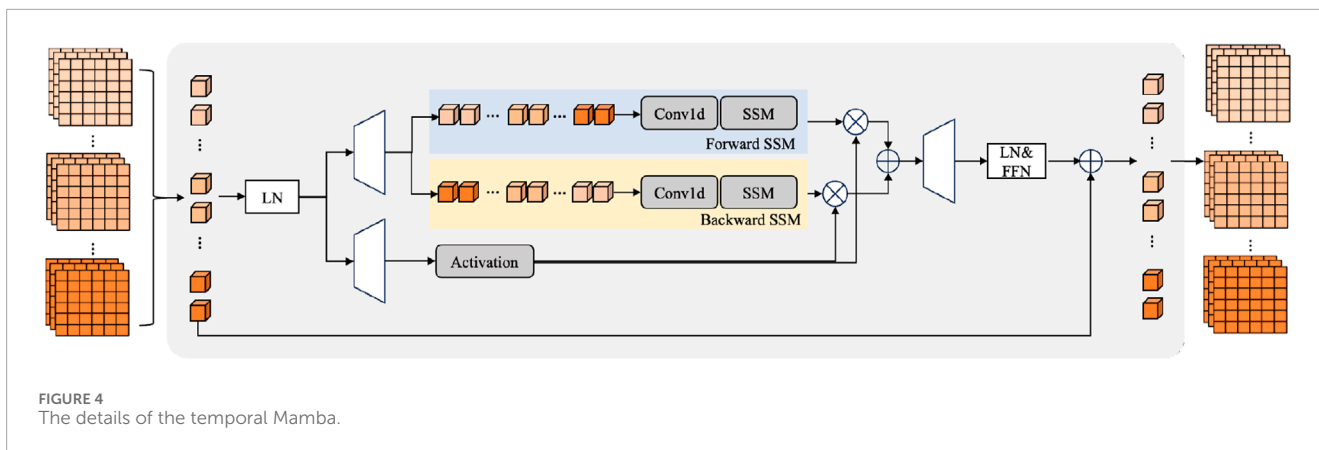 Conv1d
SSM
Forward SSM
LN
LN&
FFN
Conv1d
SSM
Backward SSM
Activation
FIGURE 4
The details of the temporal Mamba.